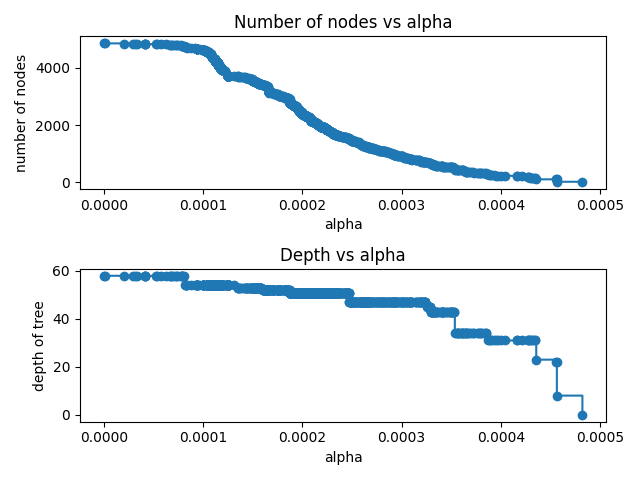 Number of nodes vs alpha
number of nodes
4000
2000
0
0.0000 0.0001 0.0002 0.0003 0.0004 0.0005
alpha
Depth vs alpha
depth of tree
60
40
20
0
0.0000 0.0001 0.0002 0.0003 0.0004 0.0005
alpha